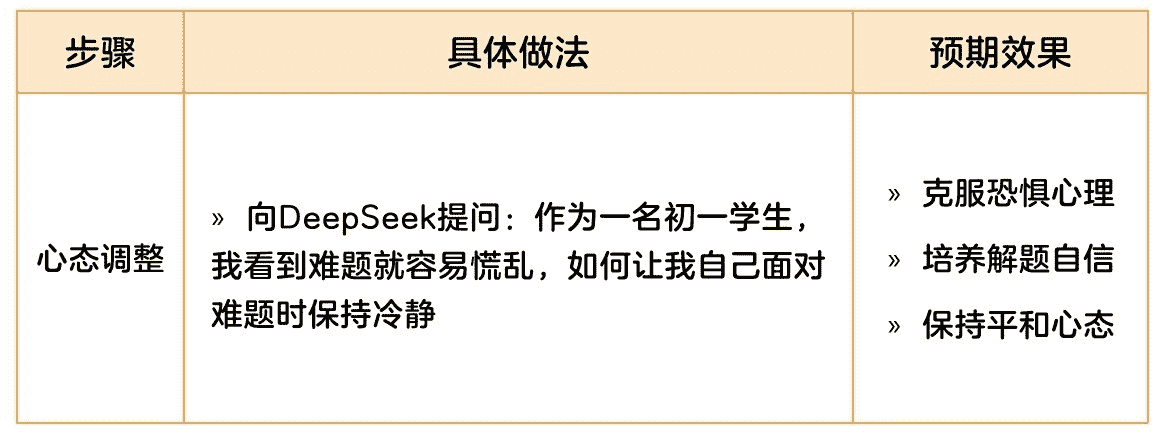 步骤
具体做法
预期效果
心态调整
» 向DeepSeek提问：作为一名初一学生，
我看到难题就容易慌乱，如何让我自己面对
难题时保持冷静
» 克服恐惧心理
» 培养解题自信
» 保持平和心态